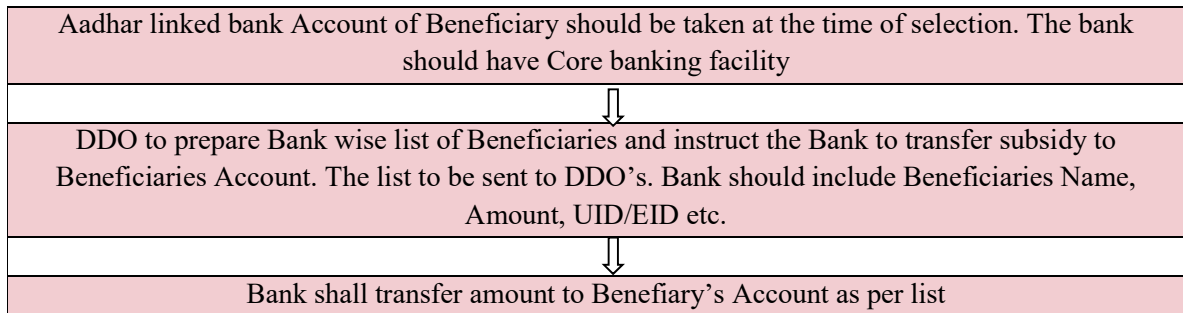 Aadhar linked bank Account of Beneficiary should be taken at the time of selection. The bank
should have Core banking facility
DDO to prepare Bank wise list of Beneficiaries and instruct the Bank to transfer subsidy to
Beneficiaries Account. The list to be sent to DDO’s. Bank should include Beneficiaries Name,
Amount, UID/EID etc.
Bank shall transfer amount to Benefiary’s Account as per list